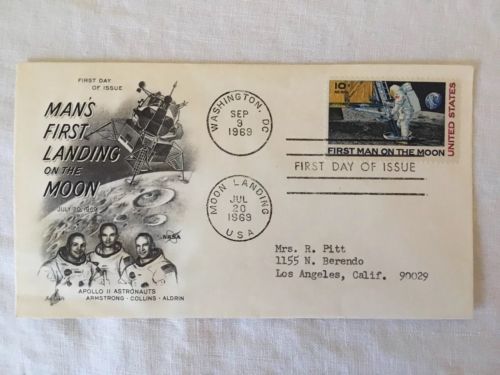 FIRST DAY
OF ISSUE
MAN'S
FIRST
LANDING
ON THE
MOON
JULY 20, 1969
NASA
APOLLO 11 ASTRONAUTS
ARMSTRONG · COLLINS · ALDRIN
WASHINGTON, DC
SEP
9
1969
MOON LANDING
JUL
20
1969
USA
10¢
UNITED STATES
FIRST MAN ON THE MOON
FIRST DAY OF ISSUE
Mrs. R. Pitt
1155 N. Berendo
Los Angeles, Calif. 90029